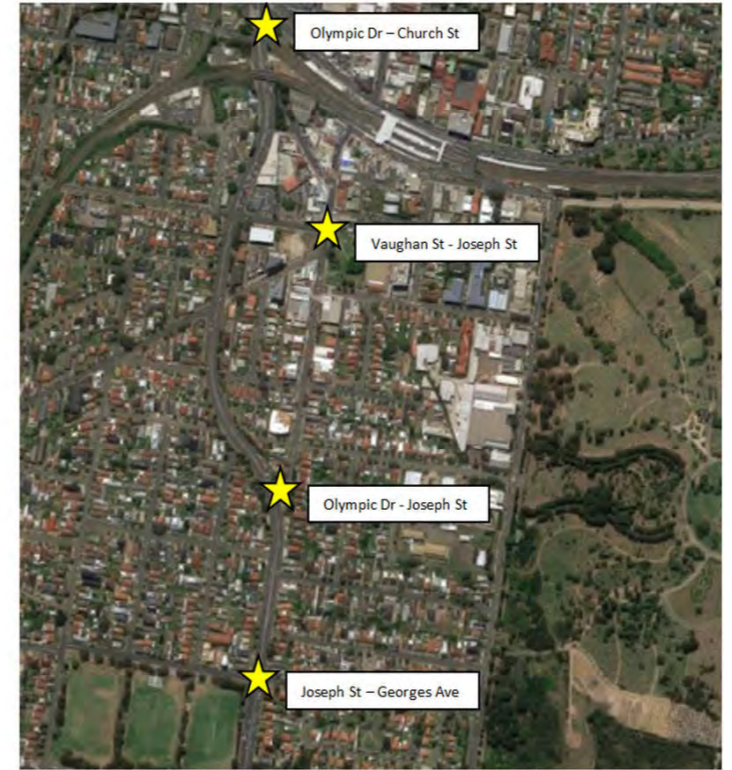 Olympic Dr – Church St
Vaughan St - Joseph St
Olympic Dr - Joseph St
Joseph St – Georges Ave